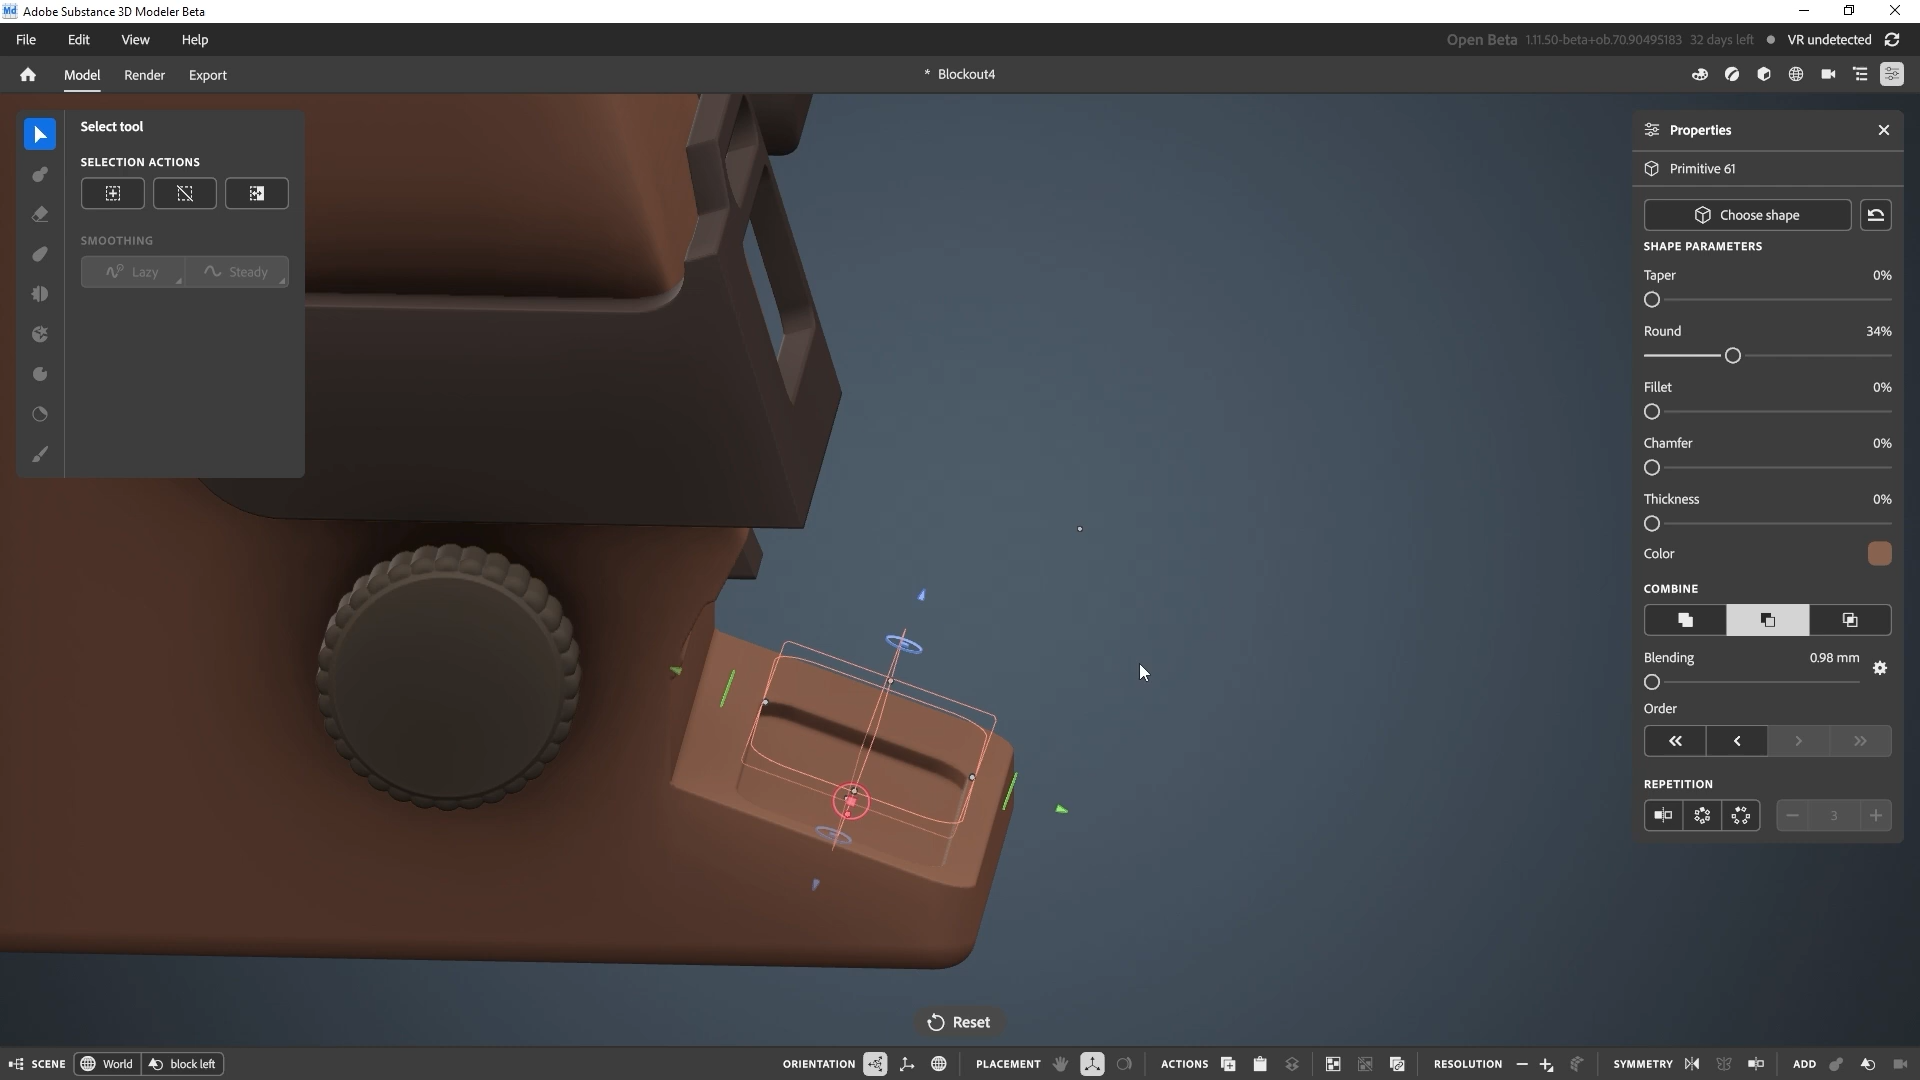 Md Adobe Substance 3D Modeler Beta
File Edit View Help
Open Beta 1.11.50-beta+ob.70.90495183 32 days left VR undetected
Model Render Export
* Blockout4
Select tool
SELECTION ACTIONS
SMOOTHING
Lazy Steady
Properties
Primitive 61
Choose shape
SHAPE PARAMETERS
Taper 0%
Round 34%
Fillet 0%
Chamfer 0%
Thickness 0%
Color
COMBINE
Blending 0.98 mm
Order
REPETITION
3
Reset
SCENE World block left
ORIENTATION PLACEMENT ACTIONS RESOLUTION SYMMETRY ADD